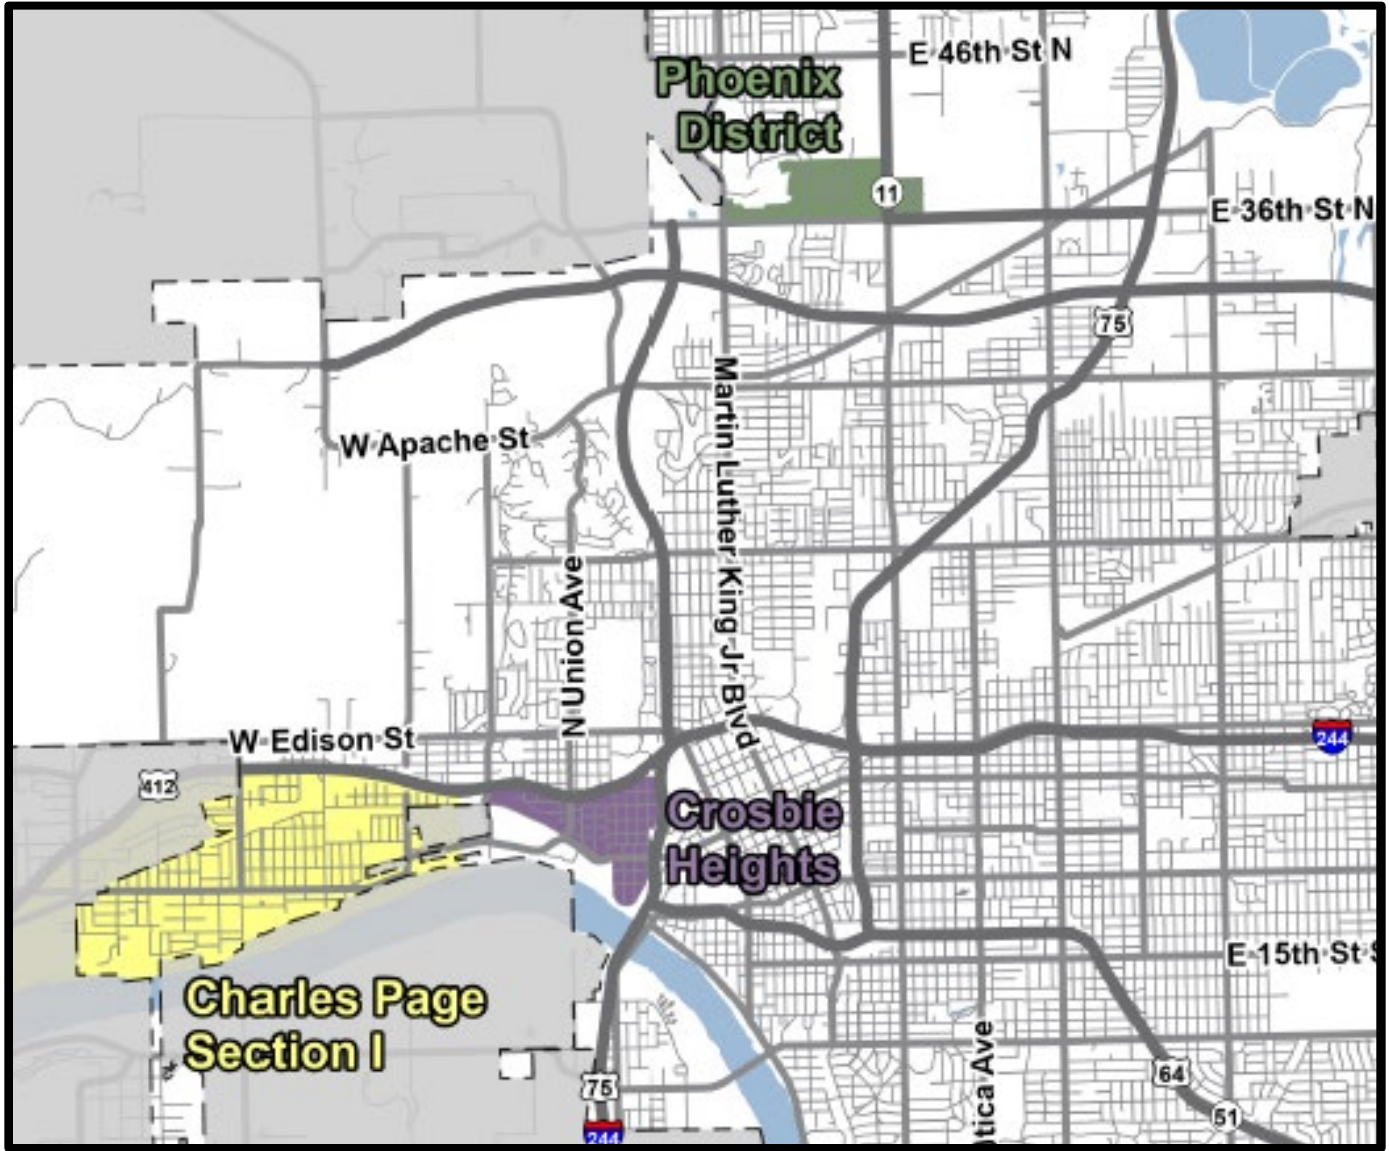 E 46th St N
Phoenix
District
11
E 36th St N
75
Martin Luther King Jr Blvd
W Apache St
N Union Ave
W Edison St
244
412
Crosbie
Heights
E 15th St S
Charles Page
Section I
tica Ave
64
75
51
244